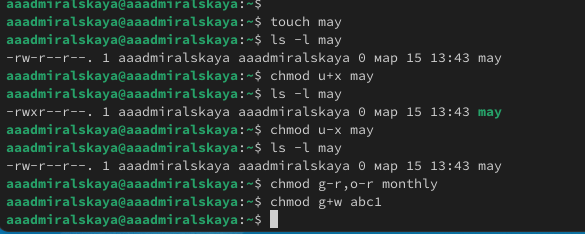 aaadmiralskaya@aaadmiralskaya:~$
aaadmiralskaya@aaadmiralskaya:~$ touch may
aaadmiralskaya@aaadmiralskaya:~$ ls -l may
-rw-r--r--. 1 aaadmiralskaya aaadmiralskaya 0 мар 15 13:43 may
aaadmiralskaya@aaadmiralskaya:~$ chmod u+x may
aaadmiralskaya@aaadmiralskaya:~$ ls -l may
-rwxr--r--. 1 aaadmiralskaya aaadmiralskaya 0 мар 15 13:43 may
aaadmiralskaya@aaadmiralskaya:~$ chmod u-x may
aaadmiralskaya@aaadmiralskaya:~$ ls -l may
-rw-r--r--. 1 aaadmiralskaya aaadmiralskaya 0 мар 15 13:43 may
aaadmiralskaya@aaadmiralskaya:~$ chmod g-r,o-r monthly
aaadmiralskaya@aaadmiralskaya:~$ chmod g+w abc1
aaadmiralskaya@aaadmiralskaya:~$